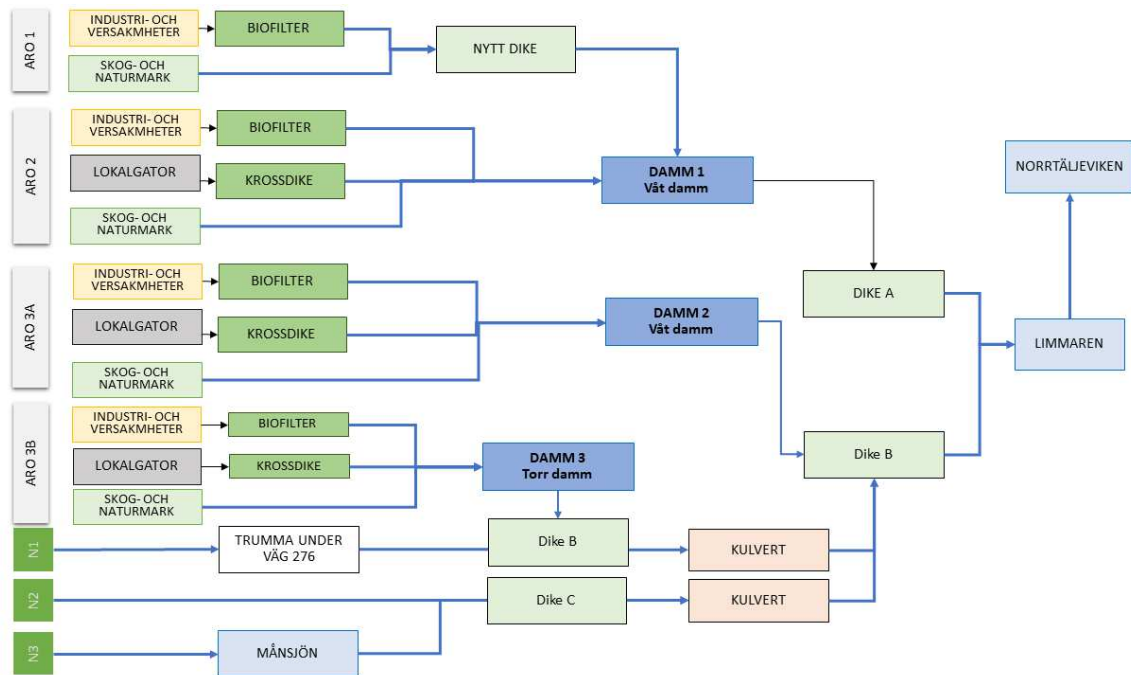 ARO 1
INDUSTRI- OCH
VERSAKMHETER
BIOFILTER
SKOG- OCH
NATURMARK
NYTT DIKE
ARO 2
INDUSTRI- OCH
VERSAKMHETER
BIOFILTER
LOKALGATOR
KROSSDIKE
SKOG- OCH
NATURMARK
DAMM 1
Våt damm
NORRTÄLJEVIKEN
ARO 3A
INDUSTRI- OCH
VERSAKMHETER
BIOFILTER
LOKALGATOR
KROSSDIKE
SKOG- OCH
NATURMARK
DAMM 2
Våt damm
DIKE A
LIMMAREN
ARO 3B
INDUSTRI- OCH
VERSAKMHETER
BIOFILTER
LOKALGATOR
KROSSDIKE
SKOG- OCH
NATURMARK
DAMM 3
Torr damm
Dike B
N1
TRUMMA UNDER
VÄG 276
Dike B
KULVERT
N2
Dike C
KULVERT
N3
MÅNSJÖN